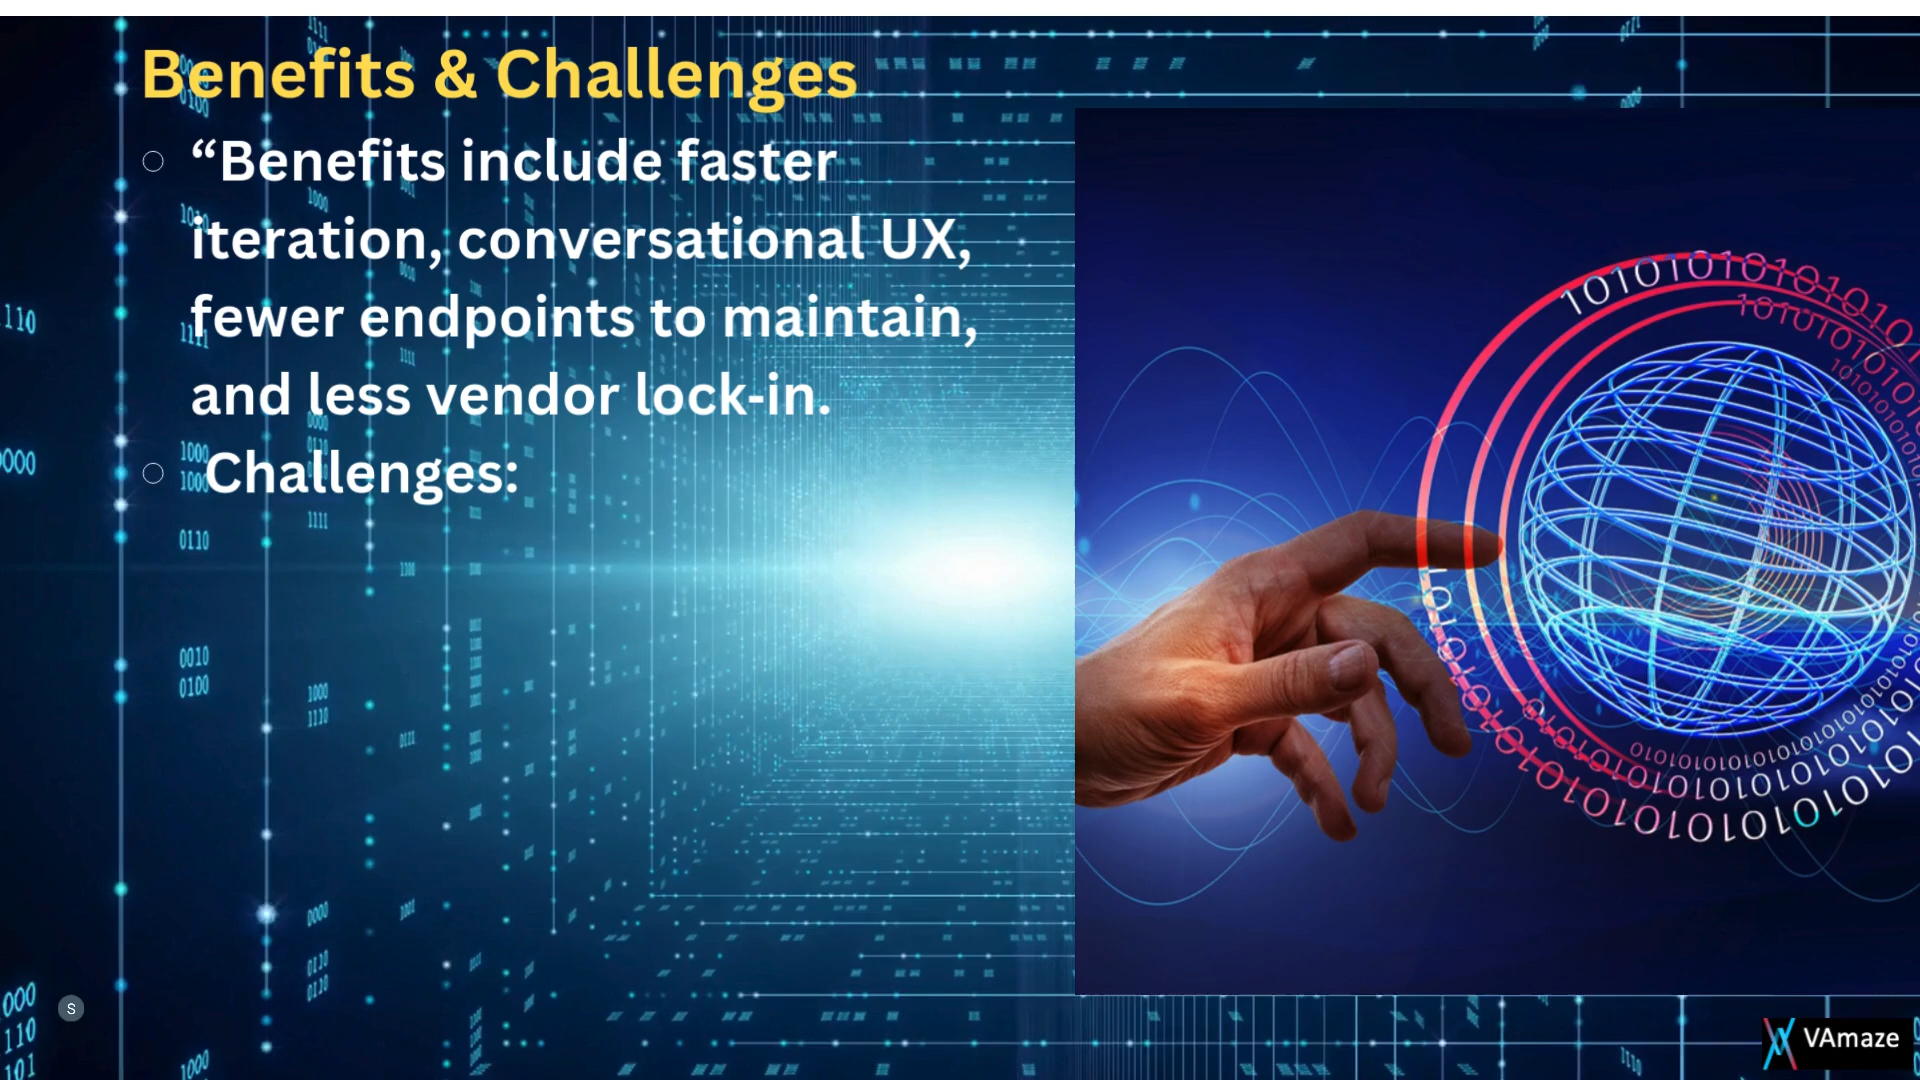 Benefits & Challenges
“Benefits include faster
iteration, conversational UX,
fewer endpoints to maintain,
and less vendor lock-in.
Challenges:
S
VAmaze